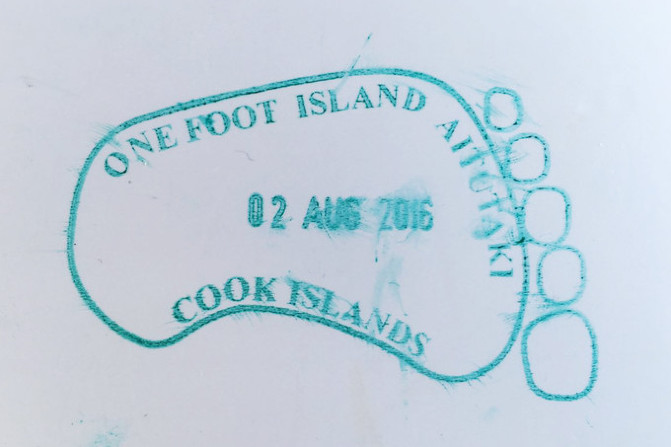 ONE FOOT ISLAND AITUTAKI
02 AUG 2016
COOK ISLANDS